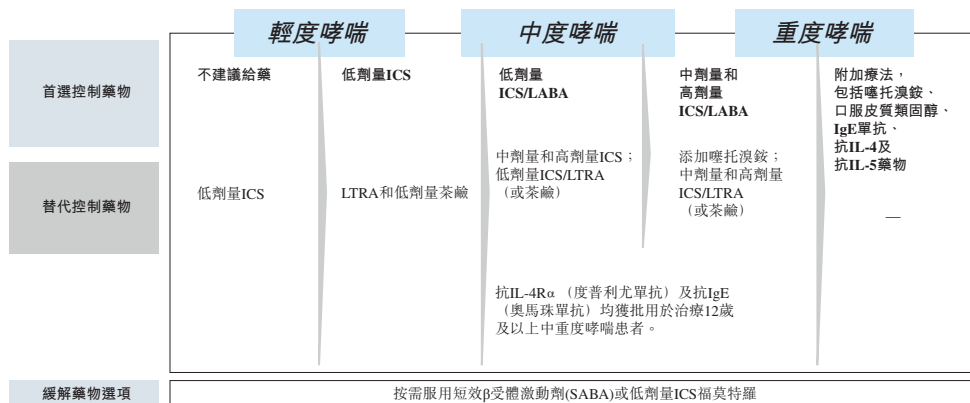 輕度哮喘
中度哮喘
重度哮喘
首選控制藥物
不建議給藥
低劑量ICS
低劑量
ICS/LABA
中劑量和
高劑量
ICS/LABA
附加療法，
包括噻托溴銨、
口服皮質類固醇、
IgE單抗、
抗IL-4及
抗IL-5藥物
替代控制藥物
低劑量ICS
LTRA和低劑量茶鹼
中劑量和高劑量ICS；
低劑量ICS/LTRA
（或茶鹼）
添加噻托溴銨；
中劑量和高劑量
ICS/LTRA
（或茶鹼）
—
抗IL-4Rα （度普利尤單抗）及抗IgE
（奧馬珠單抗）均獲批用於治療12歲
及以上中重度哮喘患者。
緩解藥物選項
按需服用短效β受體激動劑(SABA)或低劑量ICS福莫特羅